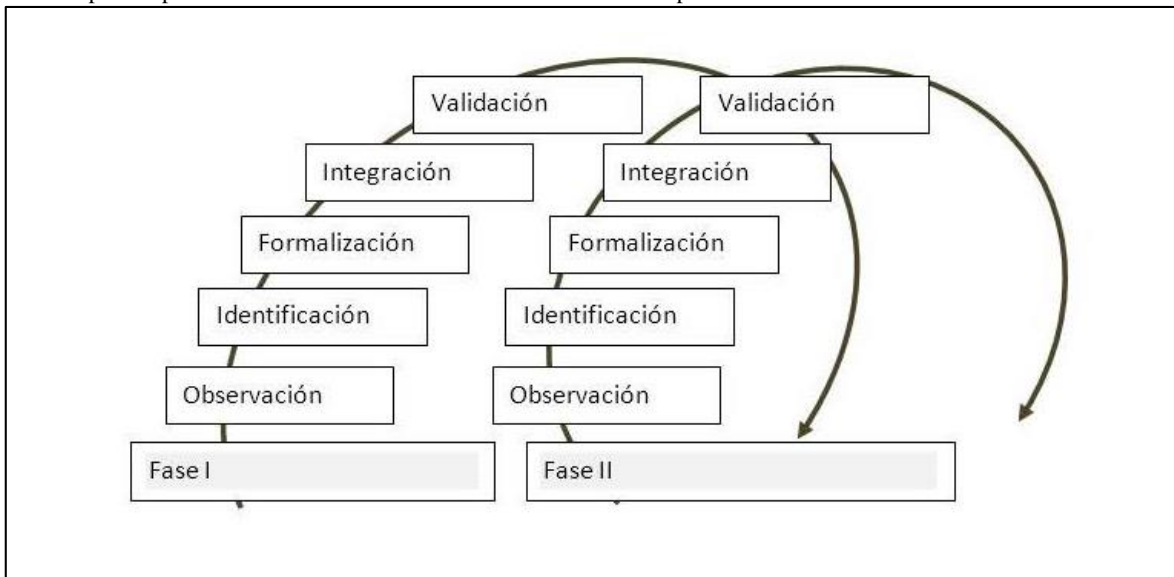 Validación
Validación
Integración
Integración
Formalización
Formalización
Identificación
Identificación
Observación
Observación
Fase I
Fase II